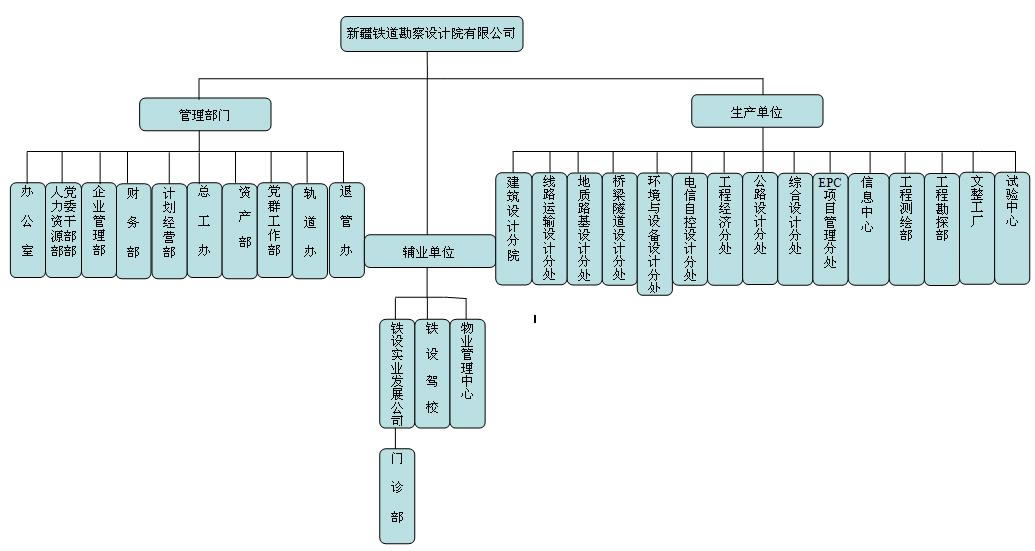 新疆铁道勘察设计院有限公司
管理部门
生产单位
办公室
党委干部部
人力资源部
企业管理部
财务部
计划经营部
总工办
资产部
党群工作部
轨道办
退管办
辅业单位
建筑设计分院
线路运输设计分处
地质路基设计分处
桥梁隧道设计分处
环境与设备设计分处
电信自控设计分处
工程经济分处
公路设计分处
综合设计分处
EPC项目管理分处
信息中心
工程测绘部
工程勘探部
文整工厂
试验中心
铁设实业发展公司
铁设驾校
物业管理中心
门诊部